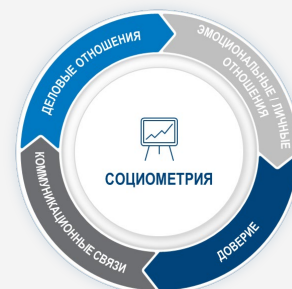 ДЕЛОВЫЕ ОТНОШЕНИЯ
ЭМОЦИОНАЛЬНЫЕ / ЛИЧНЫЕ
ОТНОШЕНИЯ
СОЦИОМЕТРИЯ
КОММУНИКАЦИОННЫЕ СВЯЗИ
ДОВЕРИЕ